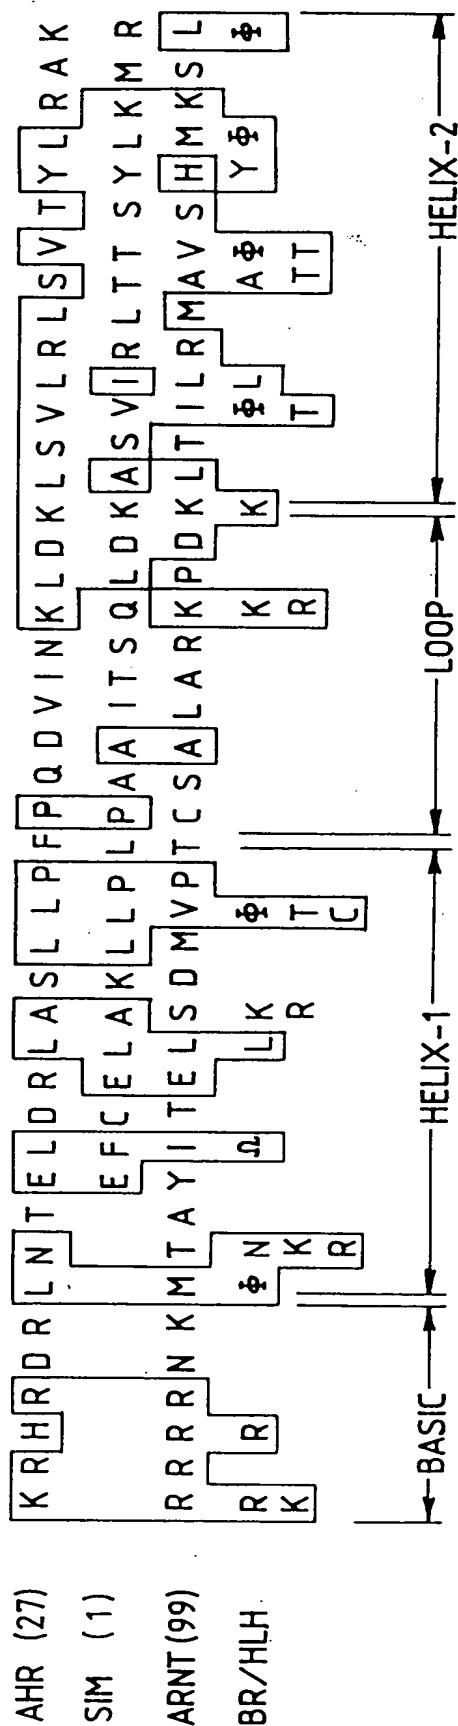 AHR (27) K R H R D R L N T E L D R L A S L L P F P Q D V I N K L D K L S V L R L S V T Y L R A K
SIM (1) E F C E L A K L L P L P A A I T S Q L D K A S V I R L T T S Y L K M R
ARNT(99) R R R R N K M T A Y I T E L S D M V P T C S A L A R K P D K L T I L R M A V S H M K S L
BR/HLH R R Φ N Ω L K Φ K K Φ L A Φ Y Φ Φ
K K R T R T T T
R C
BASIC HELIX-1 LOOP HELIX-2